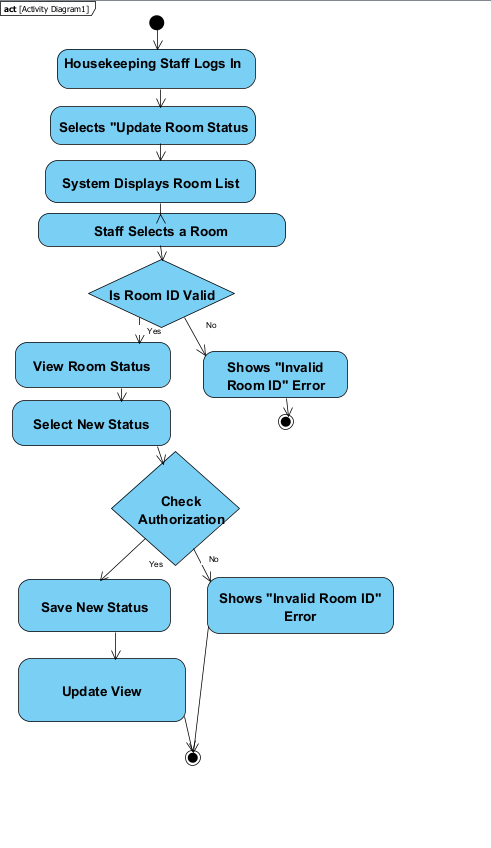 act [Activity Diagram1]
Housekeeping Staff Logs In
Selects "Update Room Status
System Displays Room List
Staff Selects a Room
Is Room ID Valid
Yes
No
View Room Status
Shows "Invalid
Room ID" Error
Select New Status
Check
Authorization
Yes
No
Save New Status
Shows "Invalid Room ID"
Error
Update View